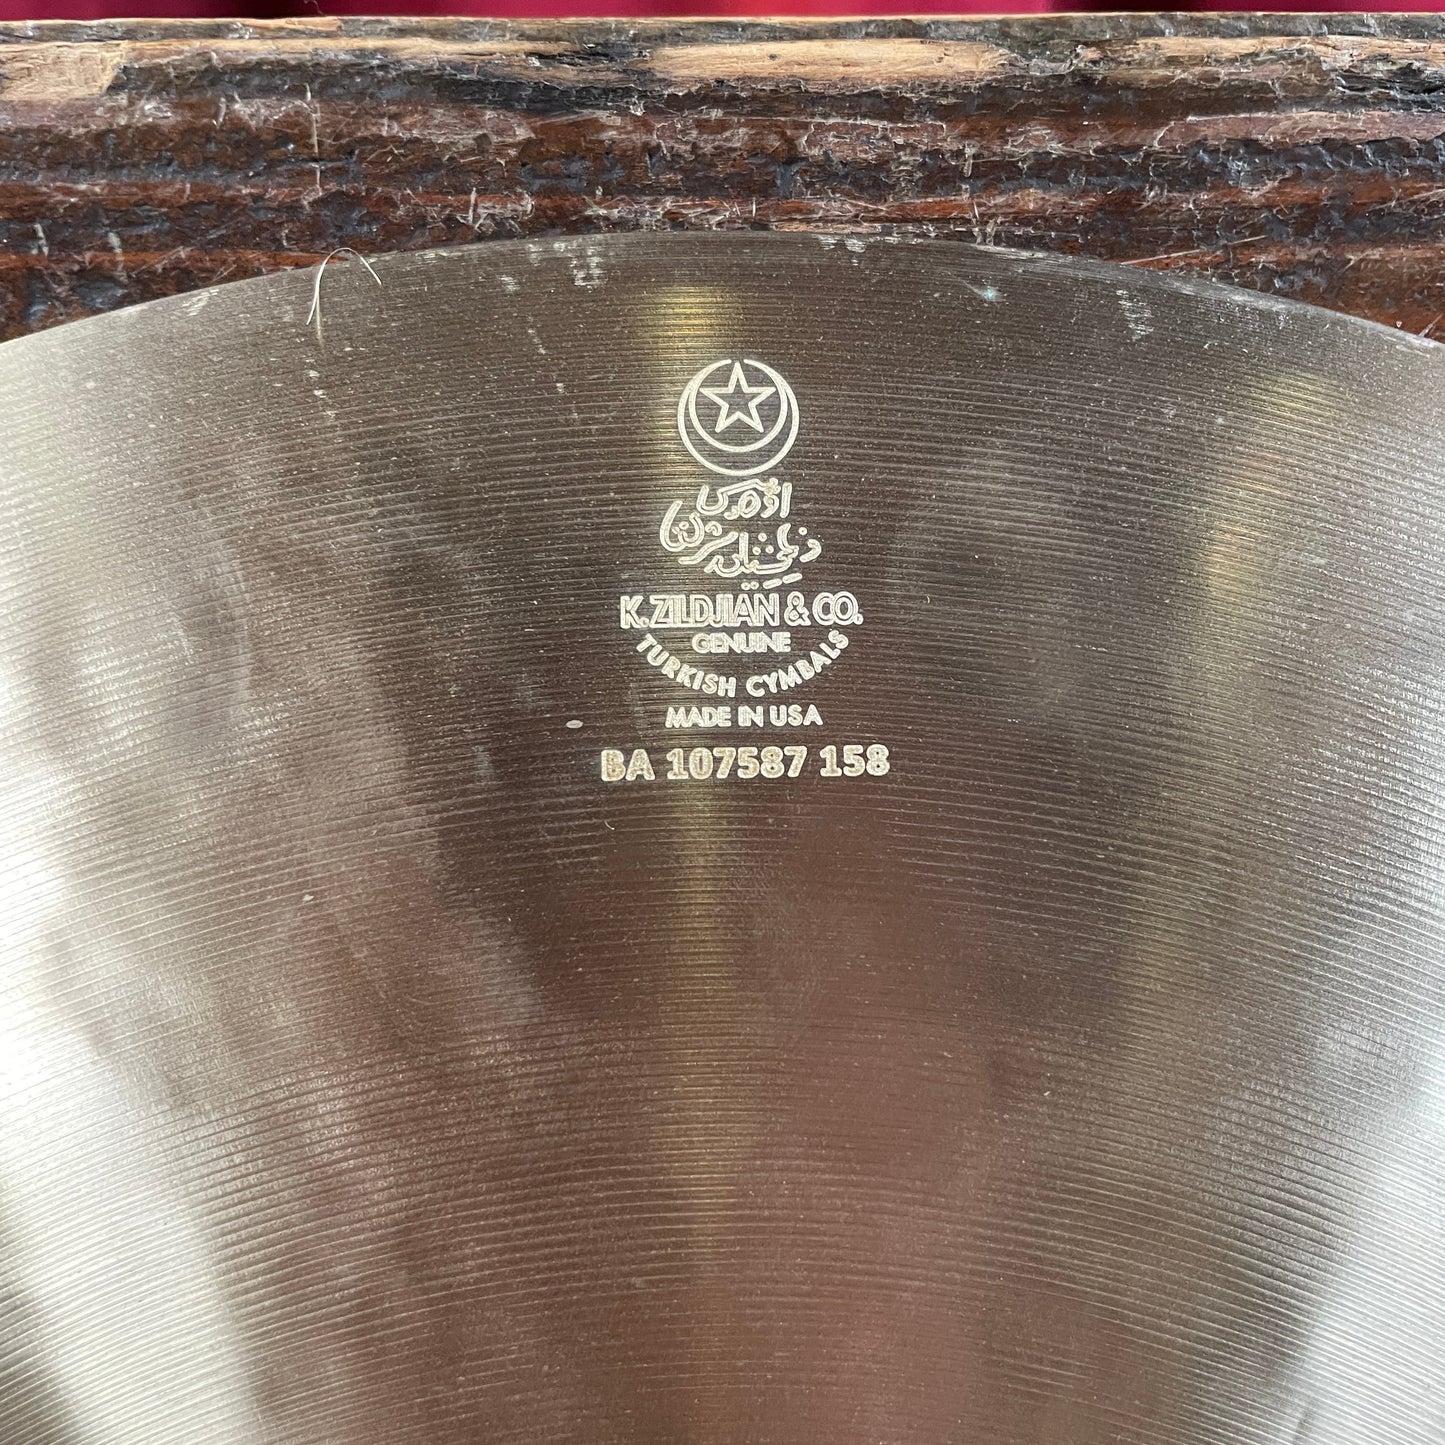 K. ZILDJIAN & CO.
GENUINE
TURKISH CYMBALS
MADE IN USA
BA 107587 158